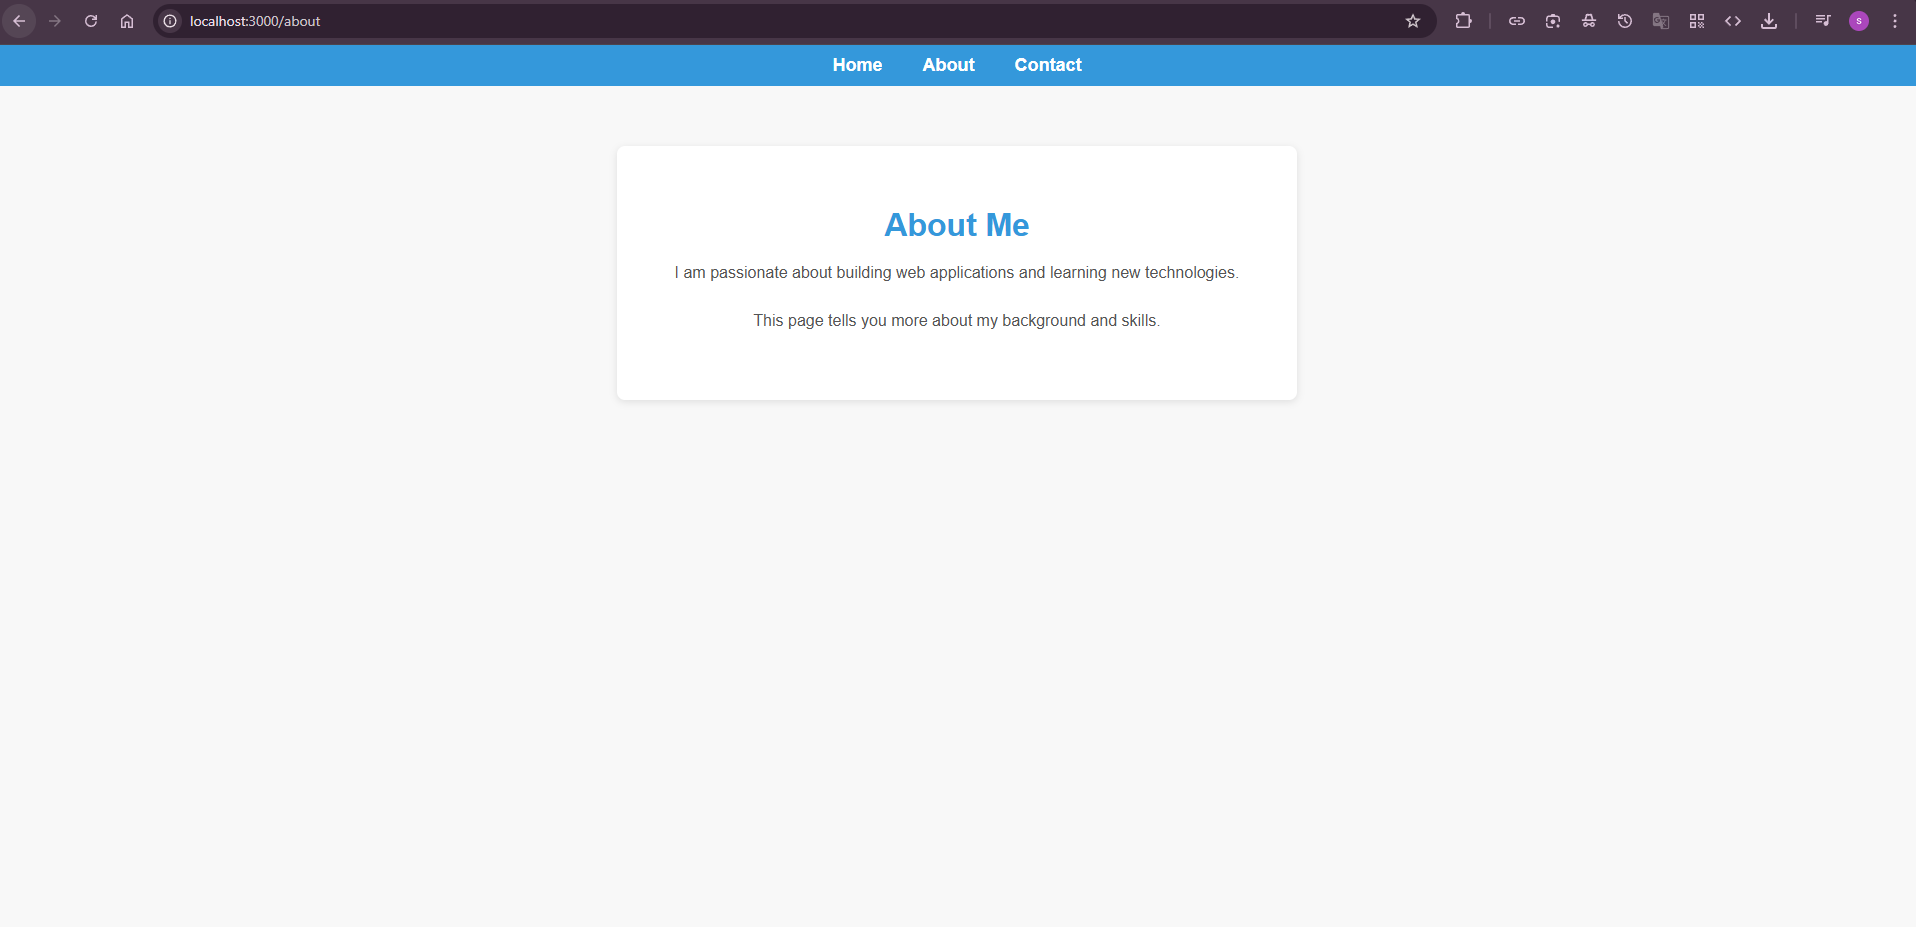 localhost:3000/about
S
Home About Contact
About Me
I am passionate about building web applications and learning new technologies.
This page tells you more about my background and skills.